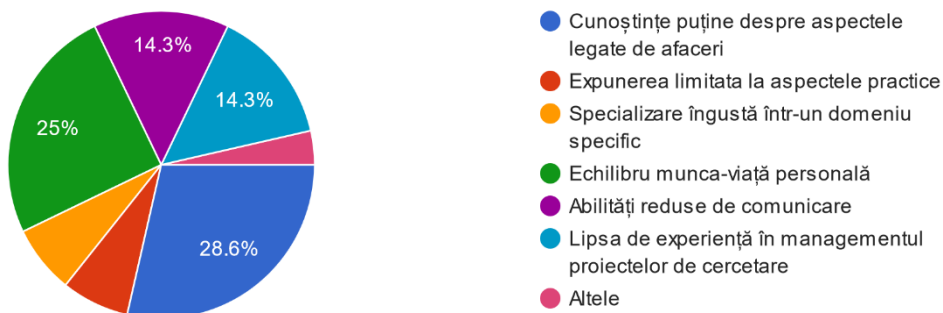 14.3%
14.3%
25%
28.6%
Cunoștințe puține despre aspectele
legate de afaceri
Expunerea limitata la aspectele practice
Specializare îngustă într-un domeniu
specific
Echilibru munca-viață personală
Abilități reduse de comunicare
Lipsa de experiență în managementul
proiectelor de cercetare
Altele